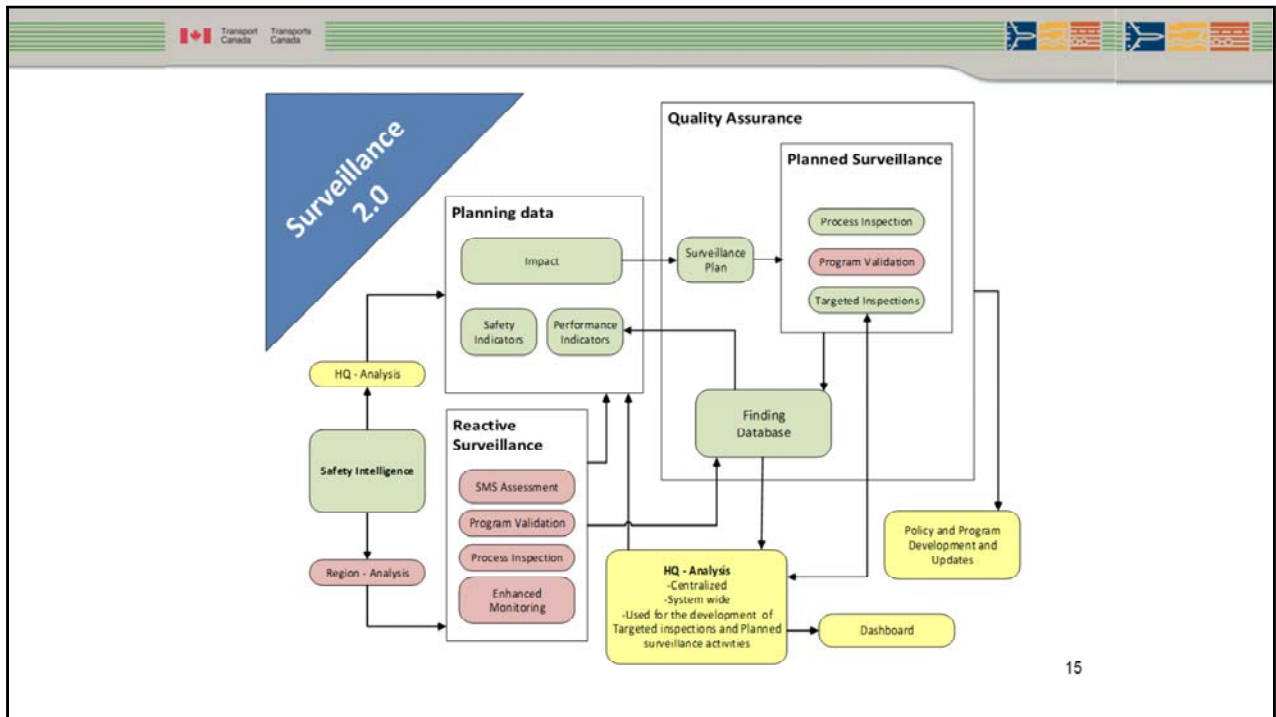 Transport
Canada
Transports
Canada
Surveillance
2.0
Quality Assurance
Planned Surveillance
Process Inspection
Program Validation
Targeted Inspections
Planning data
Impact
Surveillance
Plan
Safety
Indicators
Performance
Indicators
HQ - Analysis
Safety Intelligence
Region - Analysis
Reactive
Surveillance
SMS Assessment
Program Validation
Process Inspection
Enhanced
Monitoring
Finding
Database
HQ - Analysis
-Centralized
-System wide
-Used for the development of
Targeted inspections and Planned
surveillance activities
Policy and Program
Development and
Updates
Dashboard
15